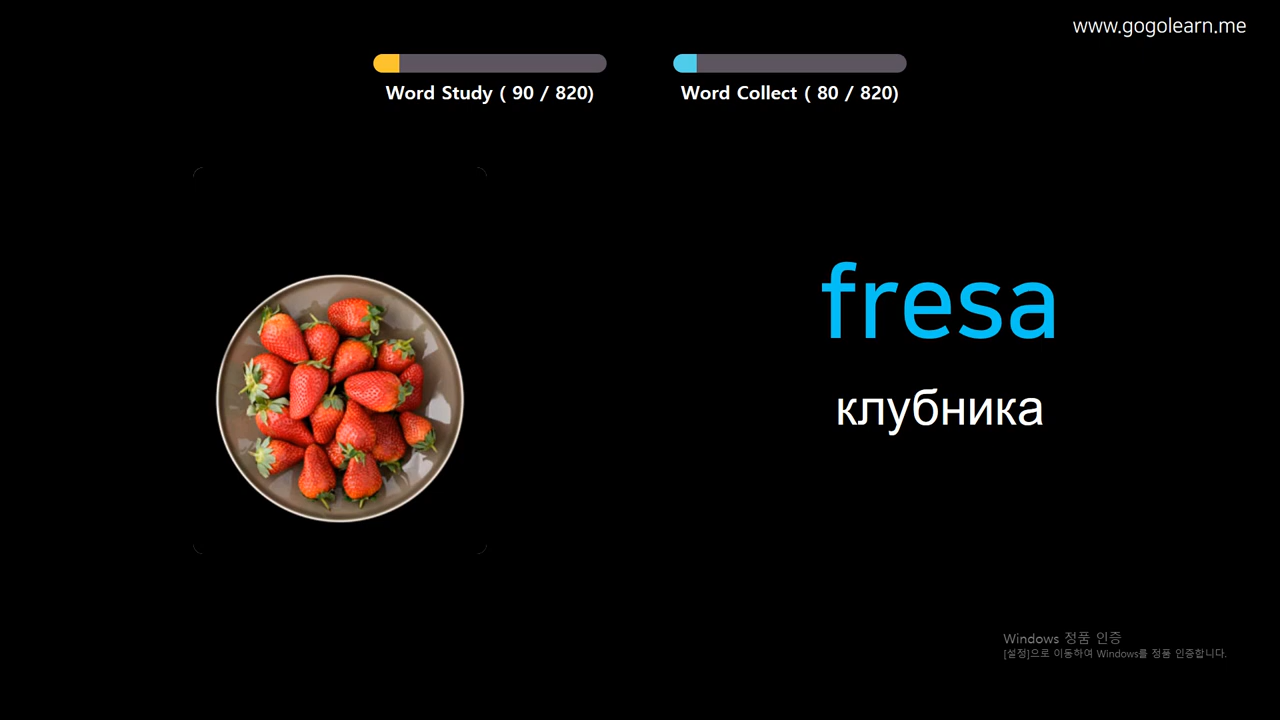 www.gogolearn.me
Word Study ( 90 / 820)
Word Collect ( 80 / 820)
fresa
клубника
Windows 정품 인증
[설정]으로 이동하여 Windows를 정품 인증합니다.